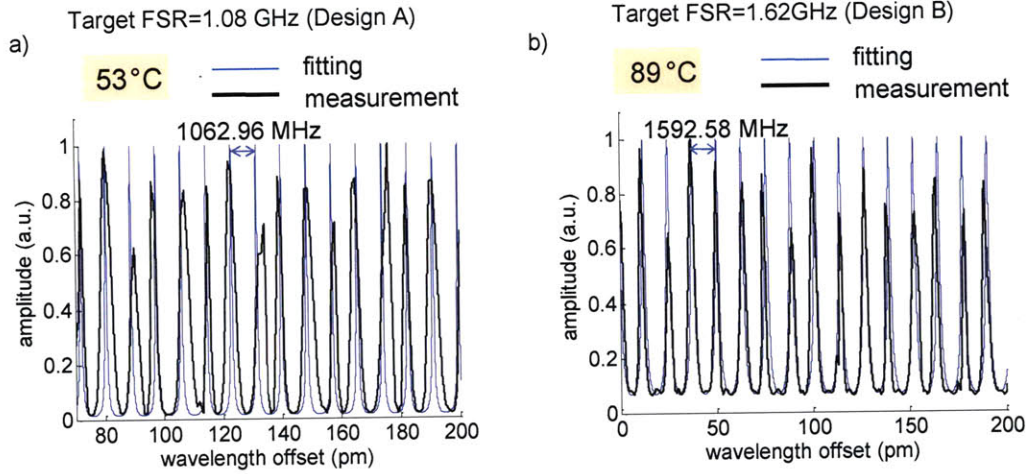 Target FSR=1.08 GHz (Design A)
a)
53°C
fitting
measurement
1062.96 MHz
1
0.8
0.6
0.4
0.2
0
amplitude (a.u.)
80 100 120 140 160 180 200
wavelength offset (pm)
Target FSR=1.62GHz (Design B)
b)
89°C
fitting
measurement
1592.58 MHz
1
0.8
0.6
0.4
0.2
0
amplitude (a.u.)
0 50 100 150 200
wavelength offset (pm)